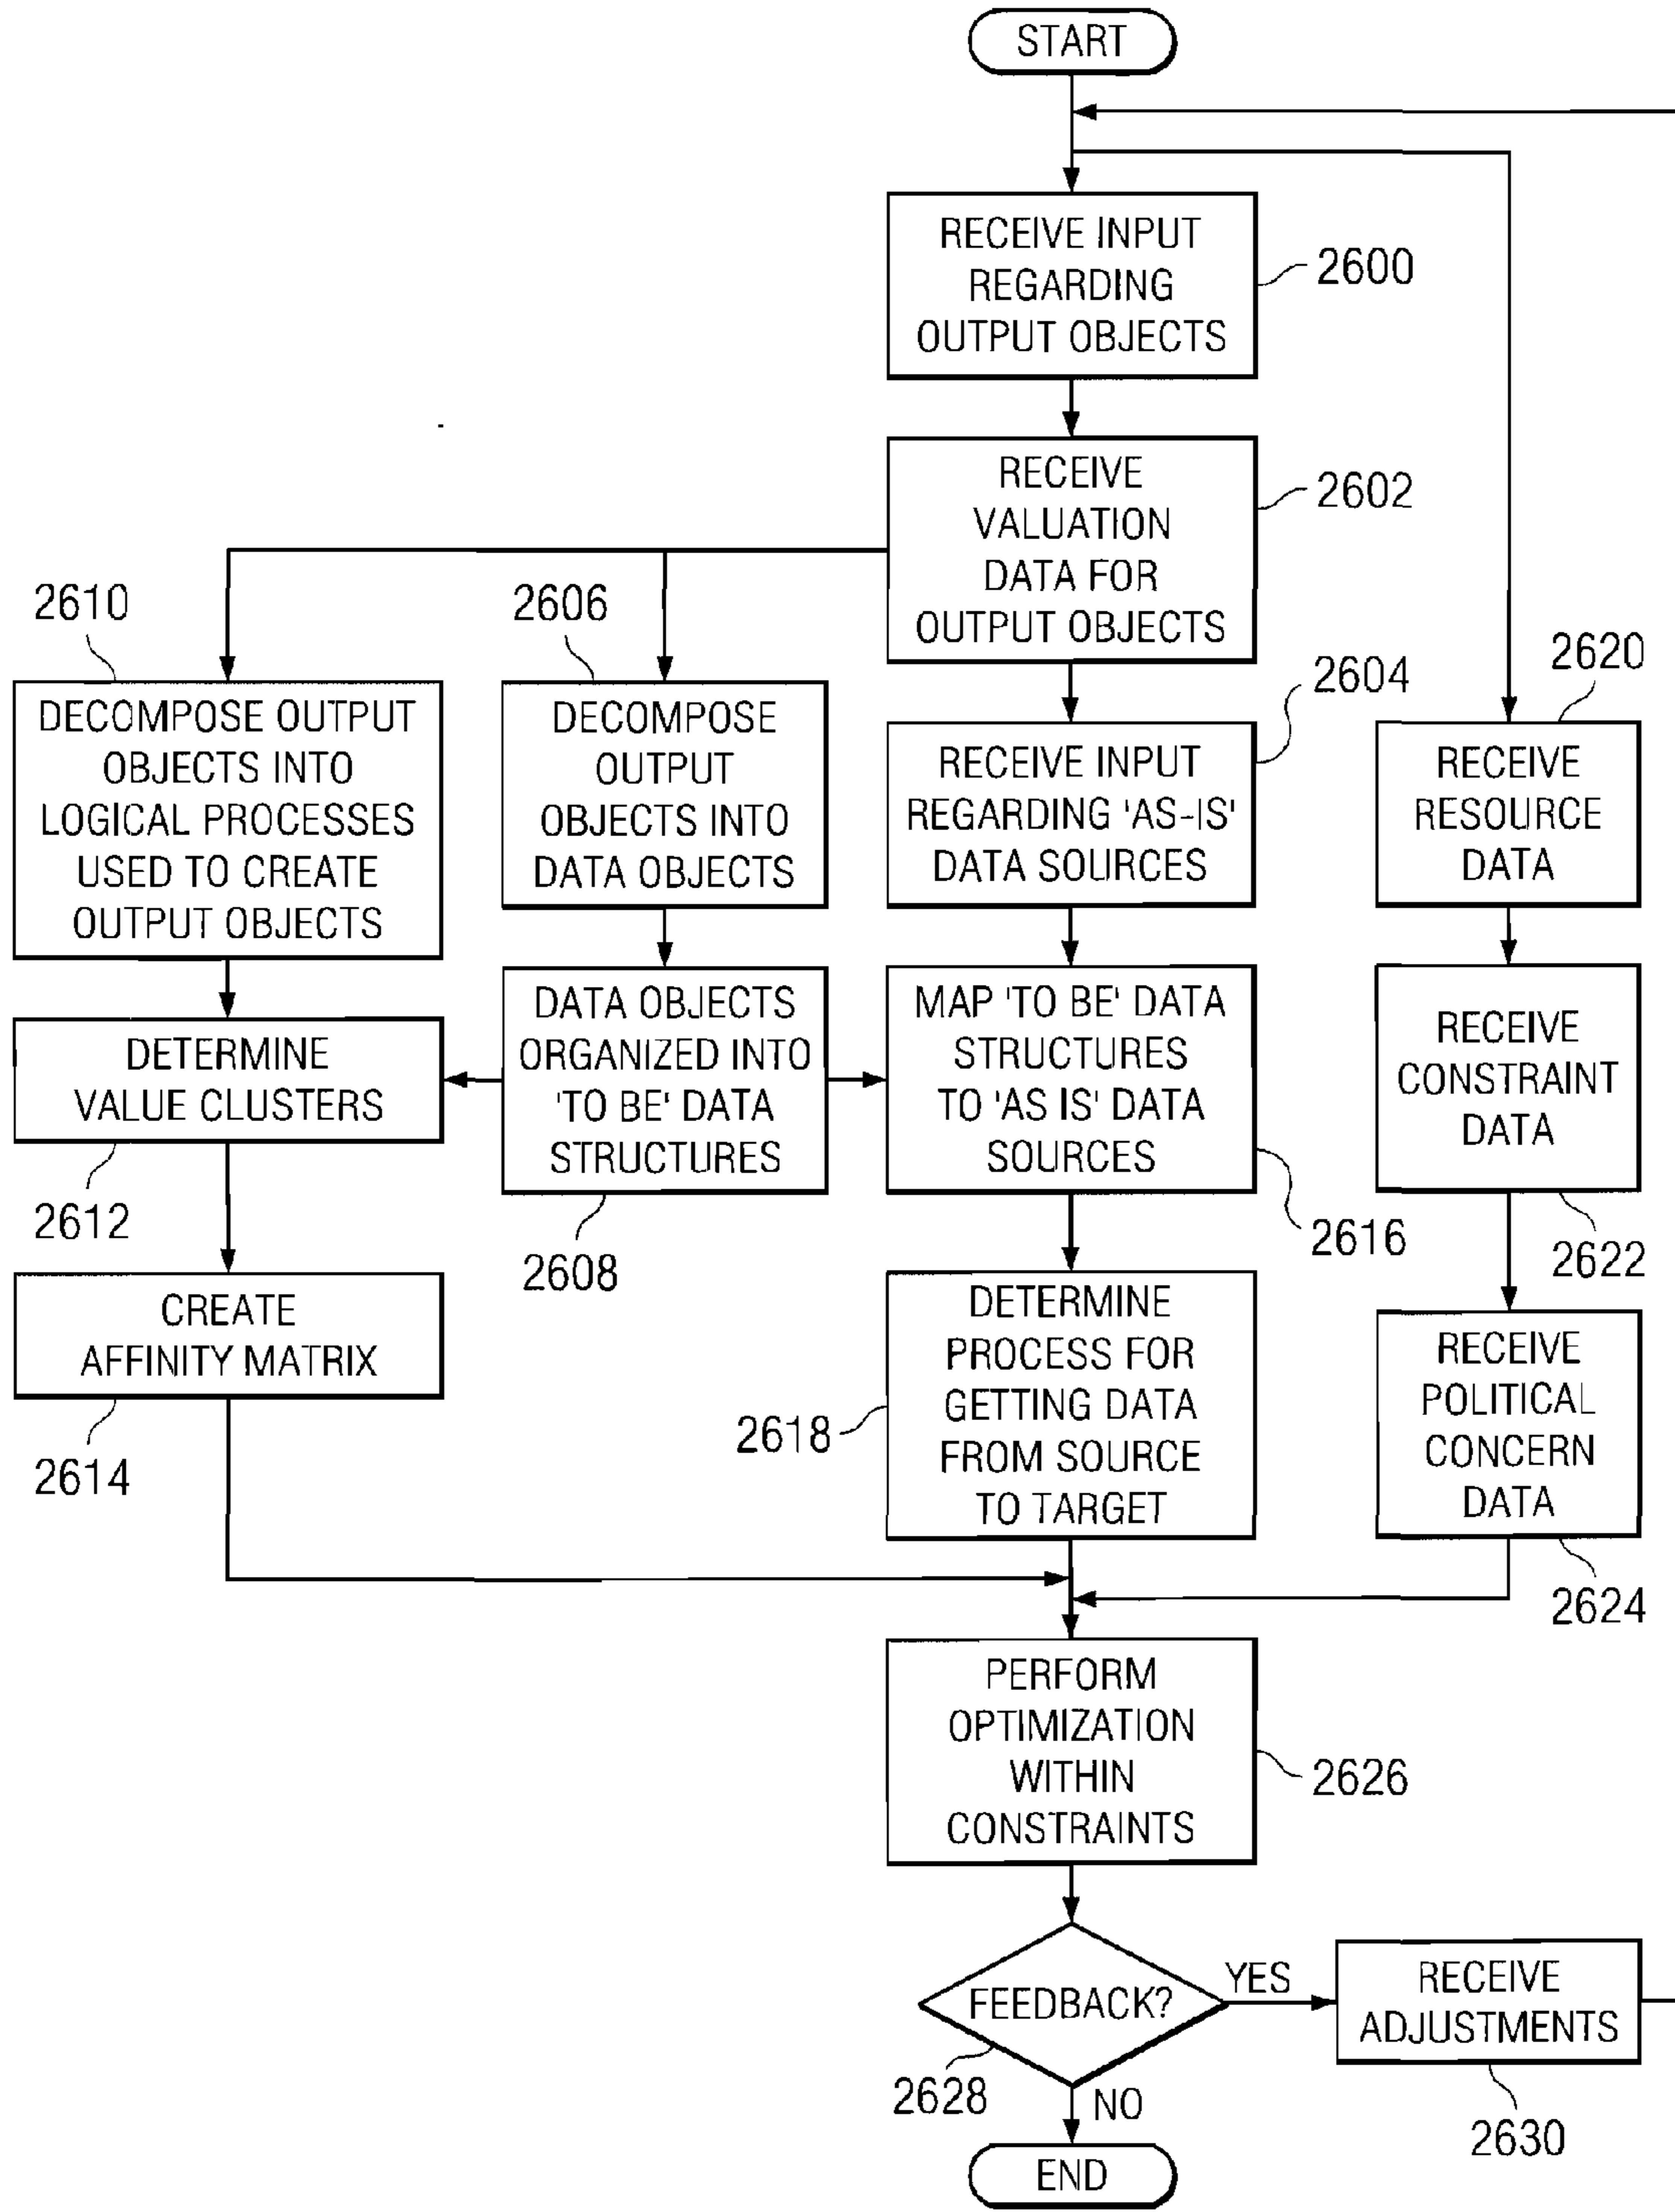 START
RECEIVE INPUT
REGARDING
OUTPUT OBJECTS
2600
RECEIVE
VALUATION
DATA FOR
OUTPUT OBJECTS
2602
2610
DECOMPOSE OUTPUT
OBJECTS INTO
LOGICAL PROCESSES
USED TO CREATE
OUTPUT OBJECTS
2606
DECOMPOSE
OUTPUT
OBJECTS INTO
DATA OBJECTS
2604
RECEIVE INPUT
REGARDING 'AS-IS'
DATA SOURCES
2620
RECEIVE
RESOURCE
DATA
DETERMINE
VALUE CLUSTERS
2612
DATA OBJECTS
ORGANIZED INTO
'TO BE' DATA
STRUCTURES
2608
MAP 'TO BE' DATA
STRUCTURES
TO 'AS IS' DATA
SOURCES
2616
RECEIVE
CONSTRAINT
DATA
2622
CREATE
AFFINITY MATRIX
2614
DETERMINE
PROCESS FOR
GETTING DATA
FROM SOURCE
TO TARGET
2618
RECEIVE
POLITICAL
CONCERN
DATA
2624
PERFORM
OPTIMIZATION
WITHIN
CONSTRAINTS
2626
FEEDBACK?
2628
YES
RECEIVE
ADJUSTMENTS
2630
NO
END